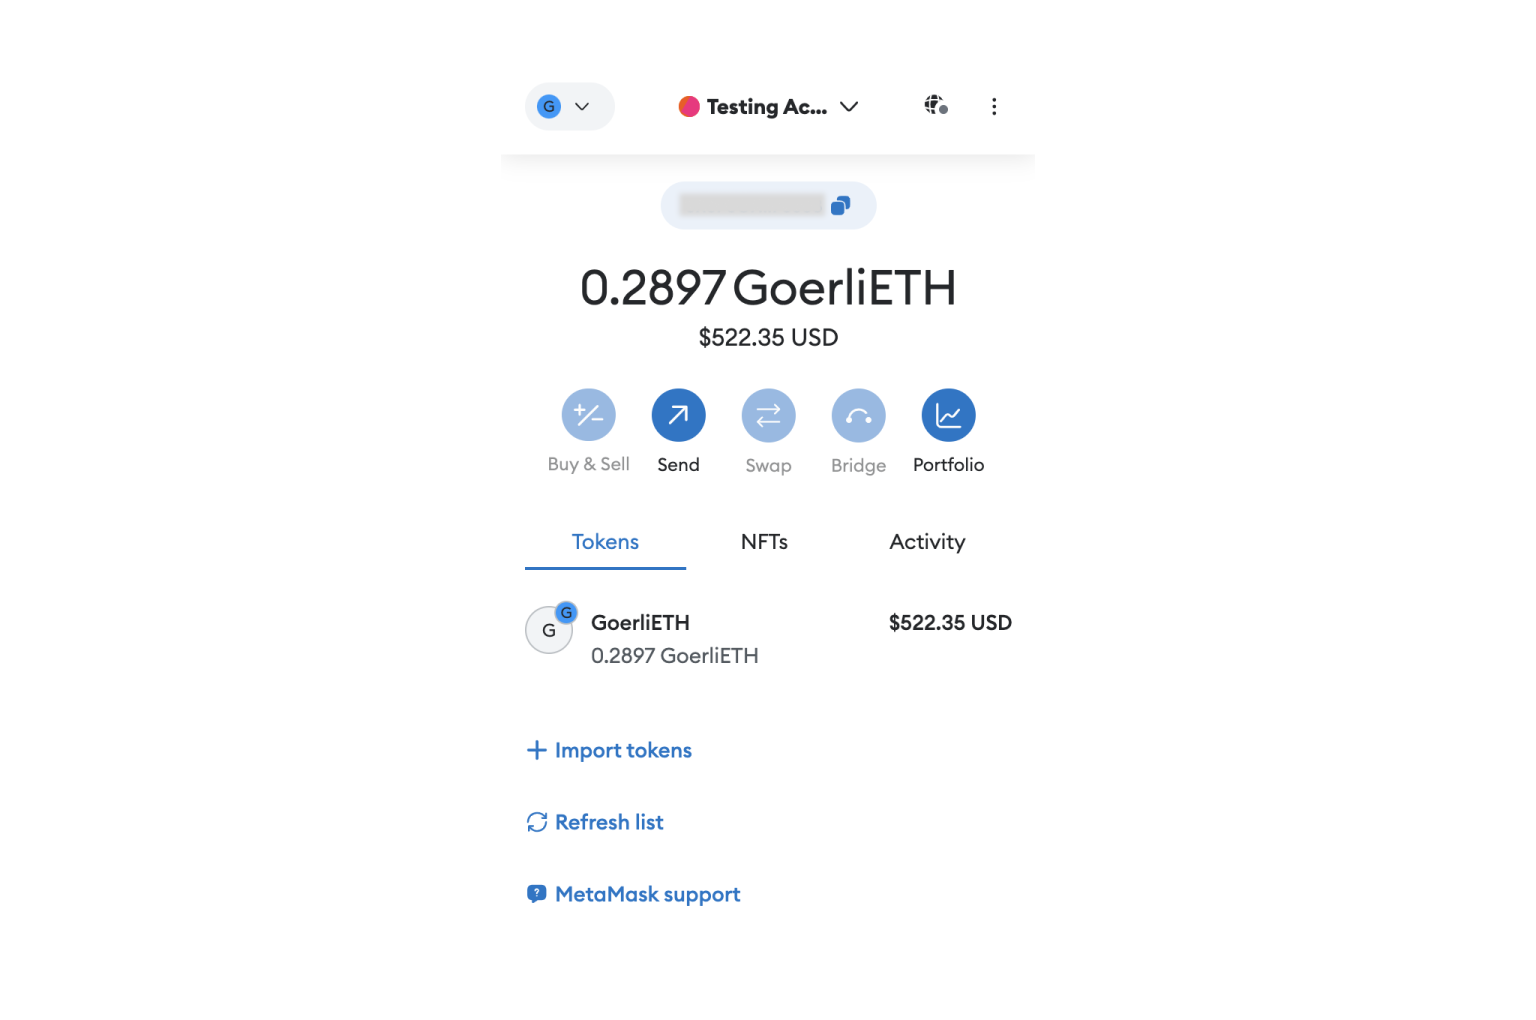 G
Testing Ac...
0.2897 GoerliETH
$522.35 USD
Buy & Sell
Send
Swap
Bridge
Portfolio
Tokens
NFTs
Activity
G
G
GoerliETH
$522.35 USD
0.2897 GoerliETH
Import tokens
Refresh list
? MetaMask support